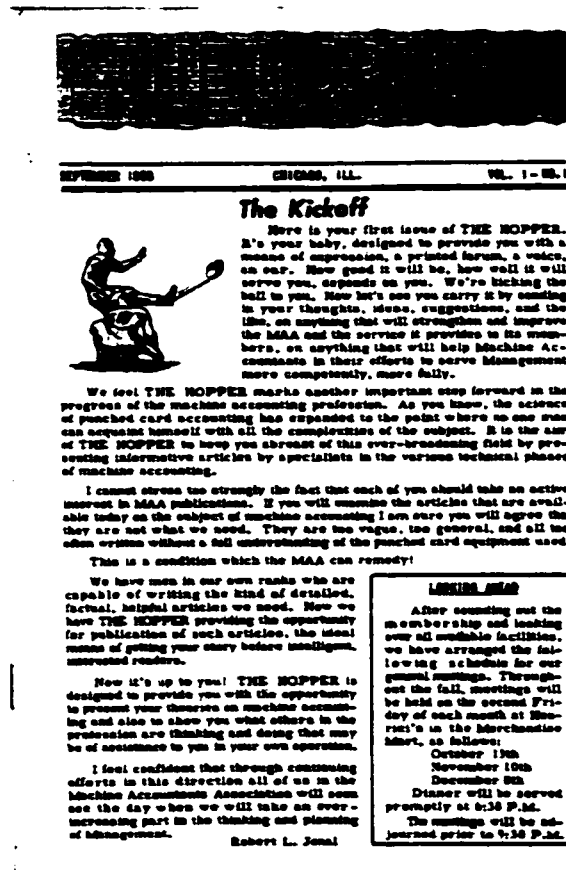 SEPTEMBER CHICAGO, ILL. VOL. 1 - NO.
The Kickoff
Here is your first issue of THE HOPPER.
It's your baby, designed to provide you with a
means of expression, a printed forum, a voice,
an ear. How good it will be, how well it will
serve you, depends on you. We're kicking the
ball to you. Now let's see you carry it by sending
in your thoughts, ideas, suggestions, and the
like, on anything that will strengthen and improve
the MAA and the service it provides to its mem-
bers, on anything that will help Machine Ac-
countants in their efforts to serve Management
more competently, more fully.
We feel THE HOPPER marks another important step forward in the
progress of the machine accounting profession. As you know, the science
of punched card accounting has expanded to the point where no one man
can acquaint himself with all the complexities of the subject. It is the aim
of THE HOPPER to keep you abreast of this ever-broadening field by pre-
senting informative articles by specialists in the various technical phases
of machine accounting.
I cannot stress too strongly the fact that each of you should take an active
interest in MAA publications. If you will examine the articles that are avail-
able today on the subject of machine accounting I am sure you will agree that
they are not what we need. They are too vague, too general, and all too
often written without a full understanding of the punched card equipment used.
This is a condition which the MAA can remedy!
We have men in our own ranks who are
capable of writing the kind of detailed,
factual, helpful articles we need. Now we
have THE HOPPER providing the opportunity
for publication of such articles, the ideal
means of getting your story before intelligent,
interested readers.
Now it's up to you! THE HOPPER is
designed to provide you with the opportunity
to present your theories on machine account-
ing and also to show you what others in the
profession are thinking and doing that may
be of assistance to you in your own operation.
I feel confident that through continuing
efforts in this direction all of us in the
Machine Accountants Association will soon
see the day when we will take an ever-
increasing part in the thinking and planning
of Management.
Robert L. Jenal
LOOKING AHEAD
After sounding out the
membership and looking
over all available facilities,
we have arranged the fol-
lowing schedule for our
general meetings. Through-
out the fall, meetings will
be held on the second Fri-
day of each month at Hen-
rici's in the Merchandise
Mart, as follows:
October 13th
November 10th
December 8th
Dinner will be served
promptly at 6:30 P.M.
The meetings will be ad-
journed prior to 9:30 P.M.